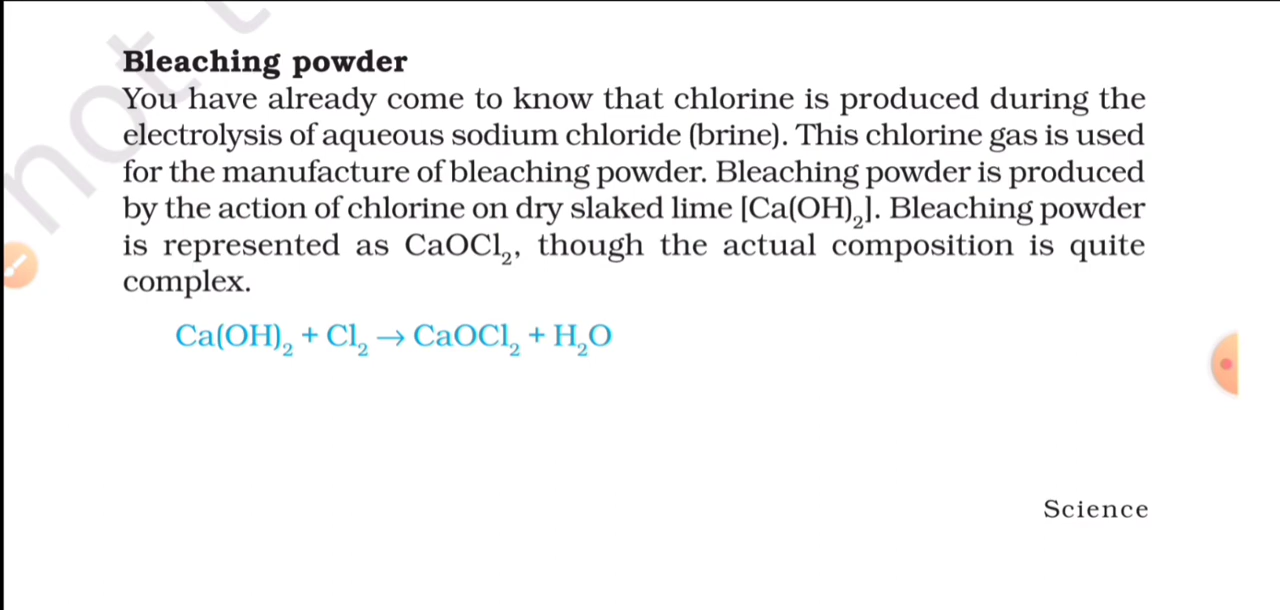 not t
Bleaching powder
You have already come to know that chlorine is produced during the
electrolysis of aqueous sodium chloride (brine). This chlorine gas is used
for the manufacture of bleaching powder. Bleaching powder is produced
by the action of chlorine on dry slaked lime [Ca(OH)₂]. Bleaching powder
is represented as CaOCl₂, though the actual composition is quite
complex.
Ca(OH)₂ + Cl₂ → CaOCl₂ + H₂O
Science